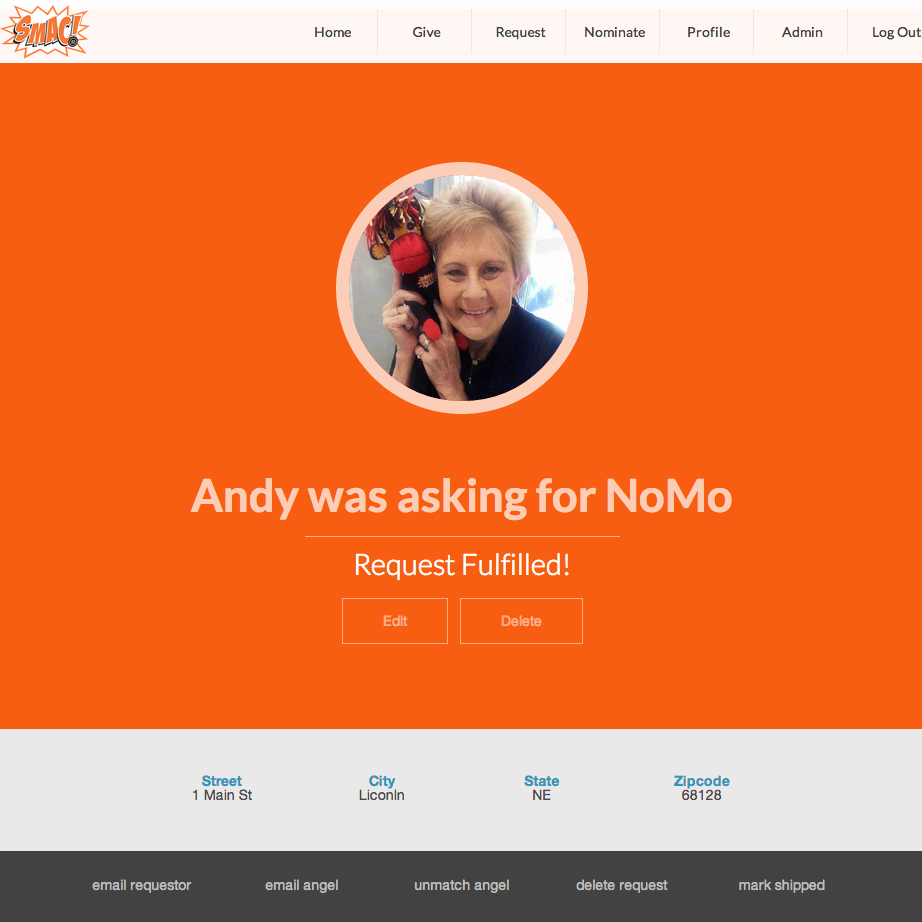 SMAC!
Home Give Request Nominate Profile Admin Log Out
Andy was asking for NoMo
Request Fulfilled!
Edit Delete
Street City State Zipcode
1 Main St Liconln NE 68128
email requestor email angel unmatch angel delete request mark shipped